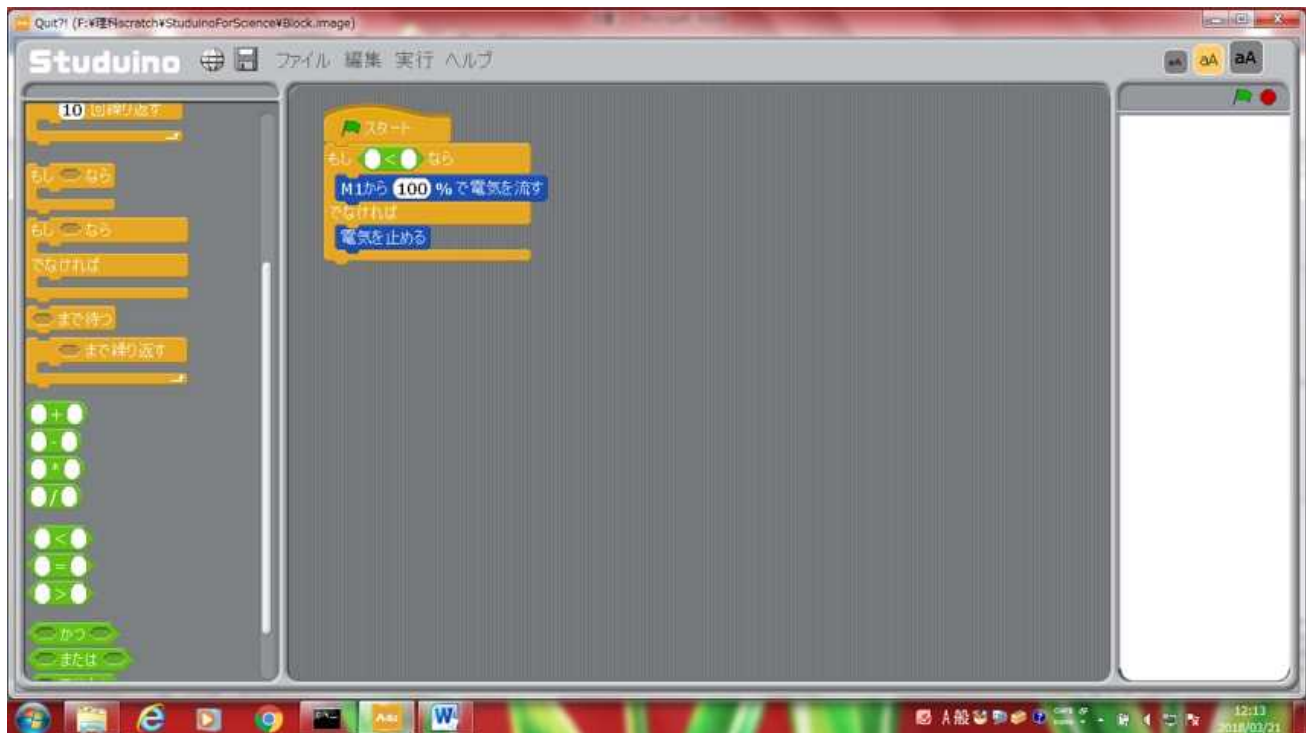 Quit?! (F:¥理科scratch¥StuduinoForScience¥Block.image)
Studuino ファイル 編集 実行 ヘルプ aA aA aA
10 回繰り返す
もし なら
もし なら
でなければ
まで待つ
まで繰り返す
+
-
*
/
<
=
>
かつ
または
スタート
もし < なら
M1から 100 % で電気を流す
でなければ
電気を止める
A 般
12:13
2018/03/21